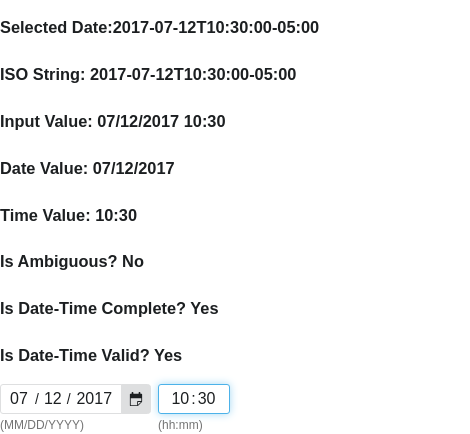 Selected Date:2017-07-12T10:30:00-05:00
ISO String: 2017-07-12T10:30:00-05:00
Input Value: 07/12/2017 10:30
Date Value: 07/12/2017
Time Value: 10:30
Is Ambiguous? No
Is Date-Time Complete? Yes
Is Date-Time Valid? Yes
07 / 12 / 2017 10:30
(MM/DD/YYYY) (hh:mm)